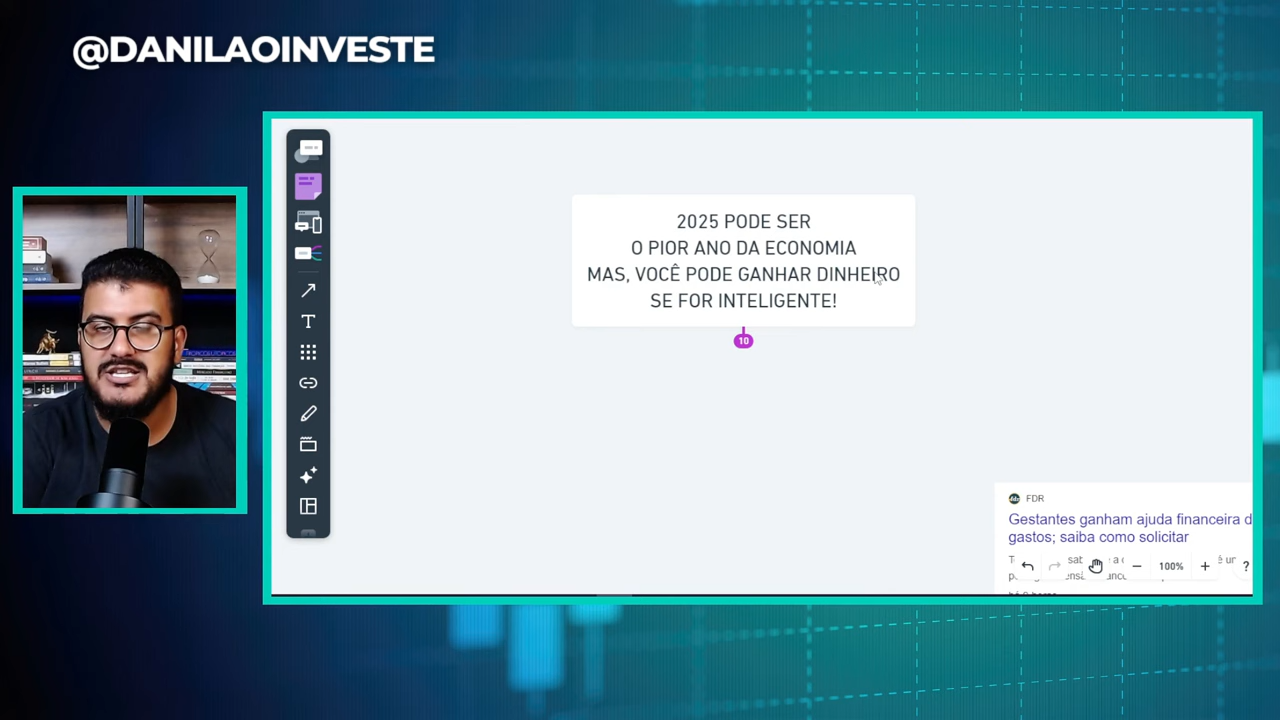 @DANILAOINVESTE
2025 PODE SER
O PIOR ANO DA ECONOMIA
MAS, VOCÊ PODE GANHAR DINHEIRO
SE FOR INTELIGENTE!
10
T
FDR
Gestantes ganham ajuda financeira d
gastos; saiba como solicitar
100%
?